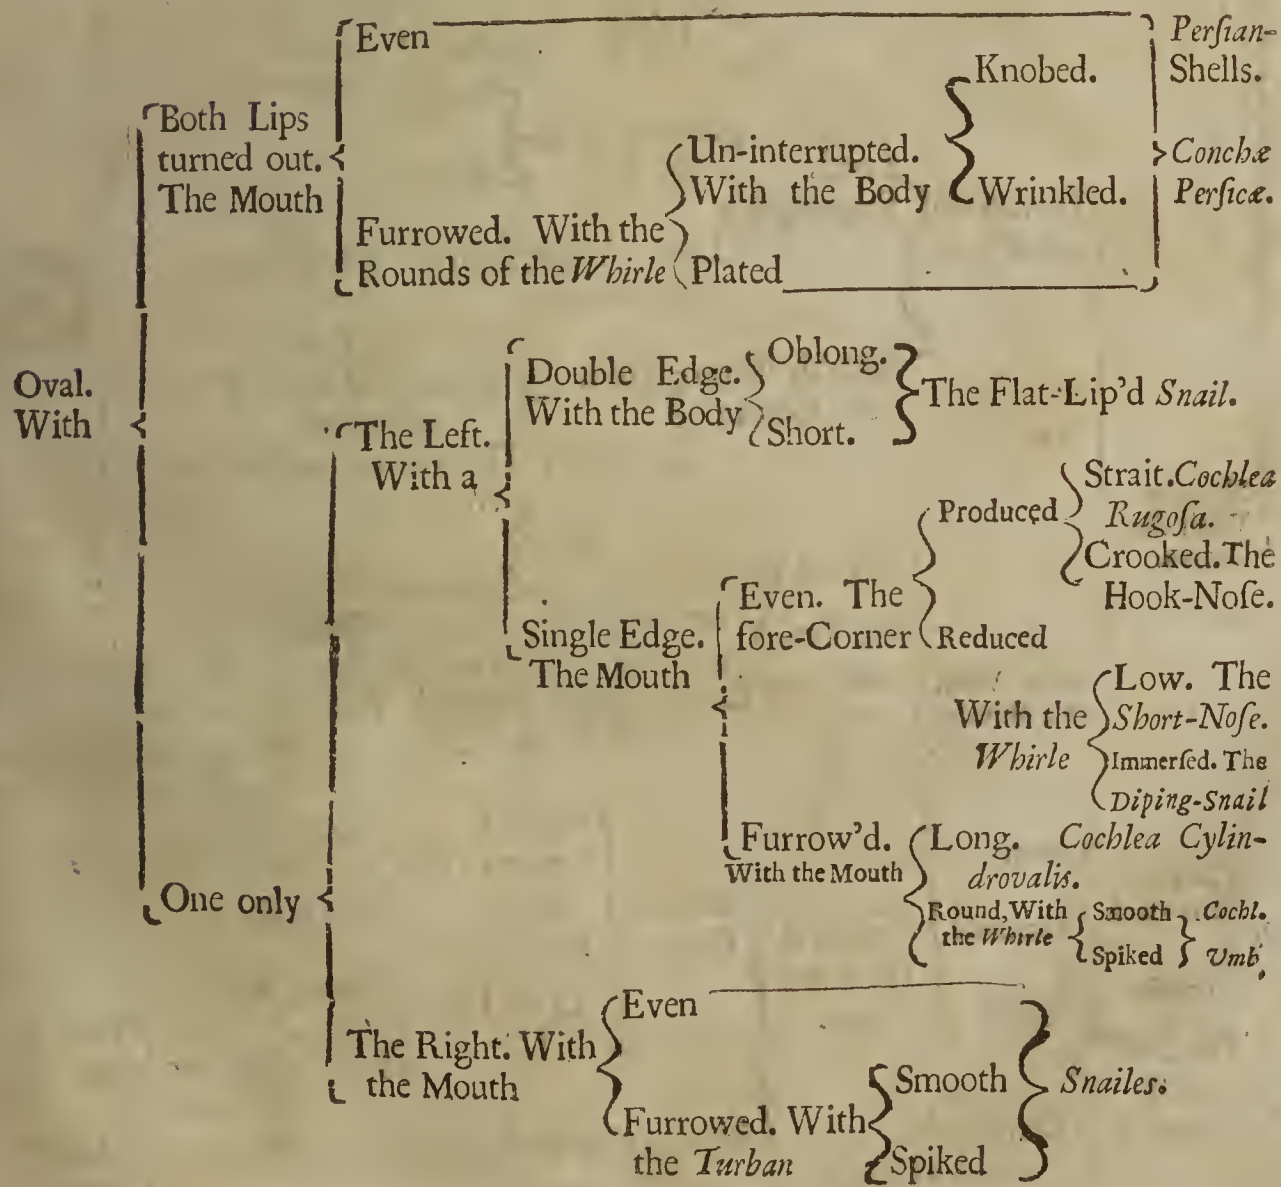 Oval.
With
Both Lips
turned out.
The Mouth
Even
Furrowed. With the
Rounds of the Whirle
Un-interrupted.
With the Body
Knobed.
Wrinkled.
Plated
Perſian-
Shells.
Conchæ
Perſicæ.
One only
The Left.
With a
Double Edge.
With the Body
Oblong.
Short.
The Flat-Lip'd Snail.
Single Edge.
The Mouth
Even. The
fore-Corner
Produced
Strait. Cochlea
Rugoſa.
Crooked. The
Hook-Noſe.
Reduced
With the
Whirle
Low. The
Short-Noſe.
Immerſed. The
Diping-Snail
Furrow'd.
With the Mouth
Long. Cochlea Cylin-
drovalis.
Round, With
the Whirle
Smooth
Spiked
Cochl.
Umb.
The Right. With
the Mouth
Even
Furrowed. With
the Turban
Smooth
Spiked
Snailes.